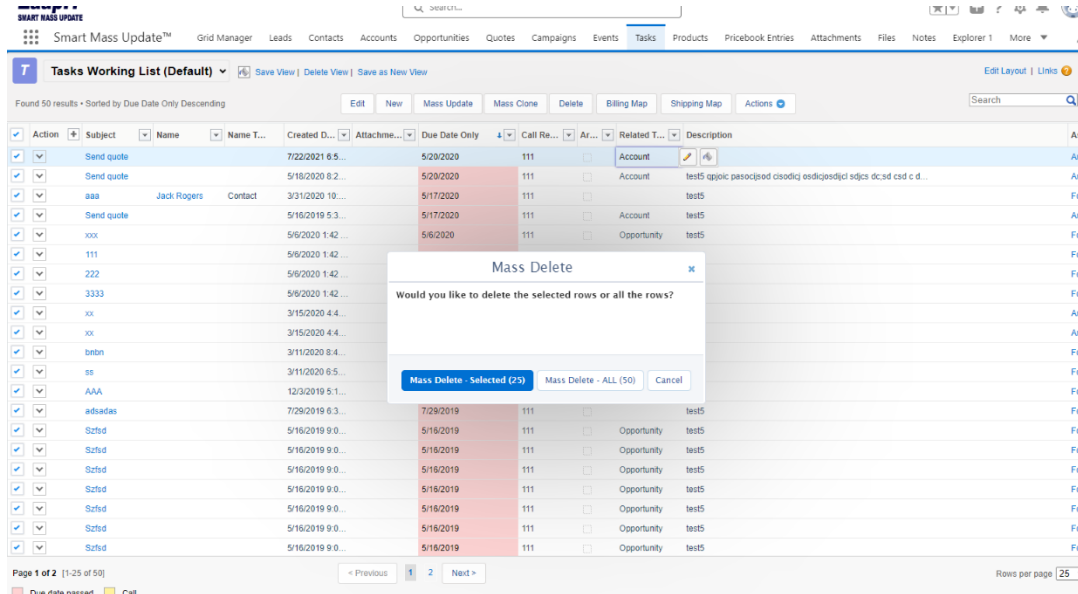 SMART MASS UPDATE
Search...
Smart Mass Update™ Grid Manager Leads Contacts Accounts Opportunities Quotes Campaigns Events Tasks Products Pricebook Entries Attachments Files Notes Explorer 1 More
T Tasks Working List (Default) Save View | Delete View | Save as New View Edit Layout | Links
Found 50 results • Sorted by Due Date Only Descending Edit New Mass Update Mass Clone Delete Billing Map Shipping Map Actions Search
Action Subject Name Name T... Created D... Attachme... Due Date Only Call Re... Ar... Related T... Description
Send quote 7/22/2021 6:5... 5/20/2020 111 Account
Send quote 5/18/2020 8:2... 5/20/2020 111 Account test5 qpjoic pasocijsod cisodicj osdicjosdijcl sdjcs dc;sd csd c d...
aaa Jack Rogers Contact 3/31/2020 10:... 5/17/2020 111 test5
Send quote 5/16/2019 5:3... 5/17/2020 111 Account test5
xxx 5/6/2020 1:42 ... 5/6/2020 111 Opportunity test5
111 5/6/2020 1:42 ...
222 5/6/2020 1:42 ...
3333 5/6/2020 1:42 ...
xx 3/15/2020 4:4...
xx 3/15/2020 4:4...
bnbn 3/11/2020 8:4...
ss 3/11/2020 6:5...
AAA 12/3/2019 5:1...
adsadas 7/29/2019 6:3... 7/29/2019 111 test5
Szfsd 5/16/2019 9:0... 5/16/2019 111 Opportunity test5
Szfsd 5/16/2019 9:0... 5/16/2019 111 Opportunity test5
Szfsd 5/16/2019 9:0... 5/16/2019 111 Opportunity test5
Szfsd 5/16/2019 9:0... 5/16/2019 111 Opportunity test5
Szfsd 5/16/2019 9:0... 5/16/2019 111 Opportunity test5
Szfsd 5/16/2019 9:0... 5/16/2019 111 Opportunity test5
Szfsd 5/16/2019 9:0... 5/16/2019 111 Opportunity test5
Mass Delete
Would you like to delete the selected rows or all the rows?
Mass Delete - Selected (25) Mass Delete - ALL (50) Cancel
Page 1 of 2 [1-25 of 50] < Previous 1 2 Next > Rows per page 25
Due date passed Call